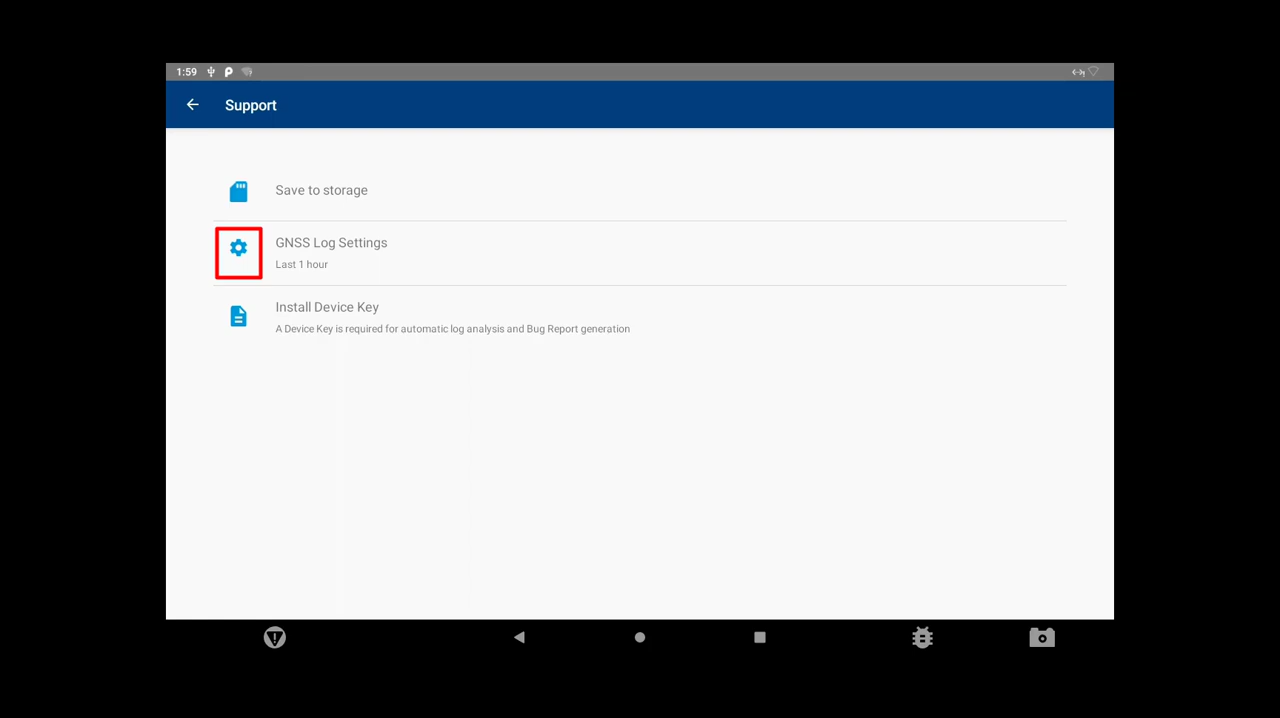 1:59
Support
Save to storage
GNSS Log Settings
Last 1 hour
Install Device Key
A Device Key is required for automatic log analysis and Bug Report generation